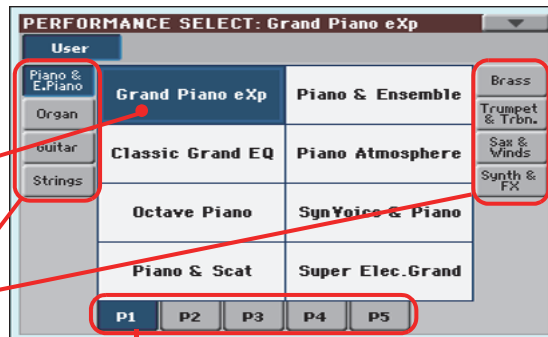 PERFORMANCE SELECT: Grand Piano eXp
User
Piano &
E.Piano
Organ
Guitar
Strings
Grand Piano eXp
Piano & Ensemble
Classic Grand EQ
Piano Atmosphere
Octave Piano
SynVoice & Piano
Piano & Scat
Super Elec.Grand
Brass
Trumpet
& Trbn.
Sax &
Winds
Synth &
FX
P1 P2 P3 P4 P5